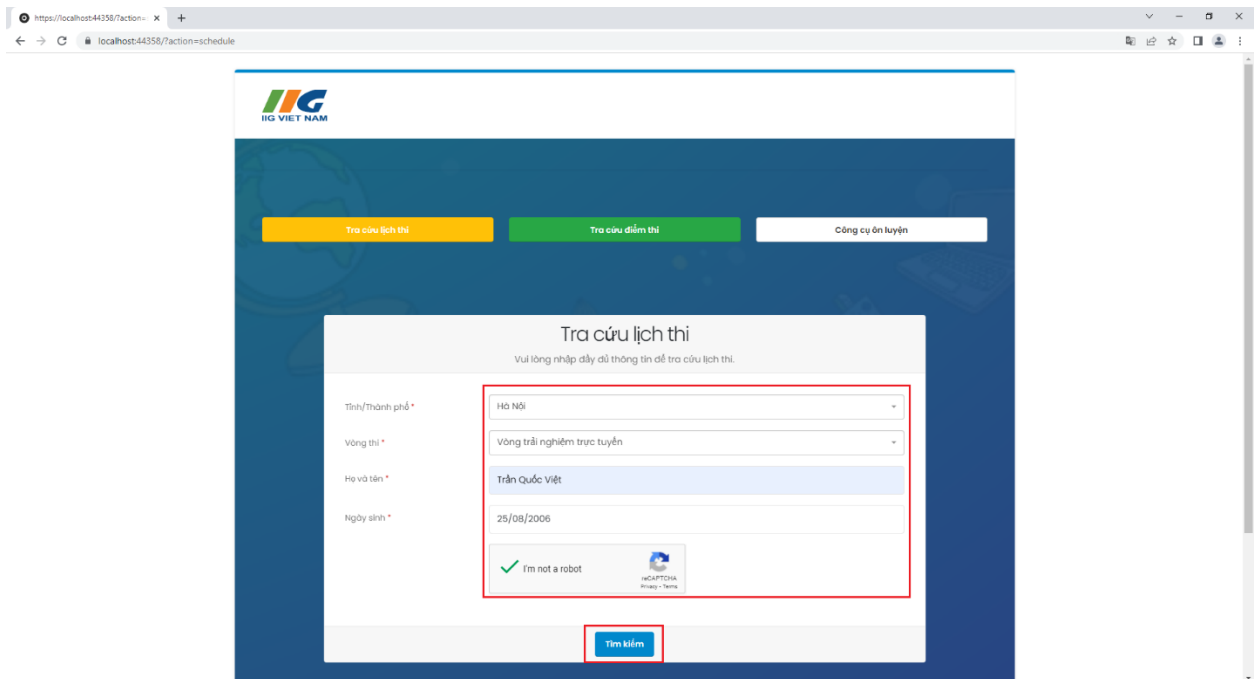 https://localhost:44358/?action=
localhost:44358/?action=schedule
IIG VIET NAM
Tra cứu lịch thi
Tra cứu điểm thi
Công cụ ôn luyện
Tra cứu lịch thi
Vui lòng nhập đầy đủ thông tin để tra cứu lịch thi.
Tỉnh/Thành phố *
Hà Nội
Vòng thi *
Vòng trải nghiệm trực tuyến
Họ và tên *
Trần Quốc Việt
Ngày sinh *
25/08/2006
I'm not a robot
reCAPTCHA
Privacy - Terms
Tìm kiếm